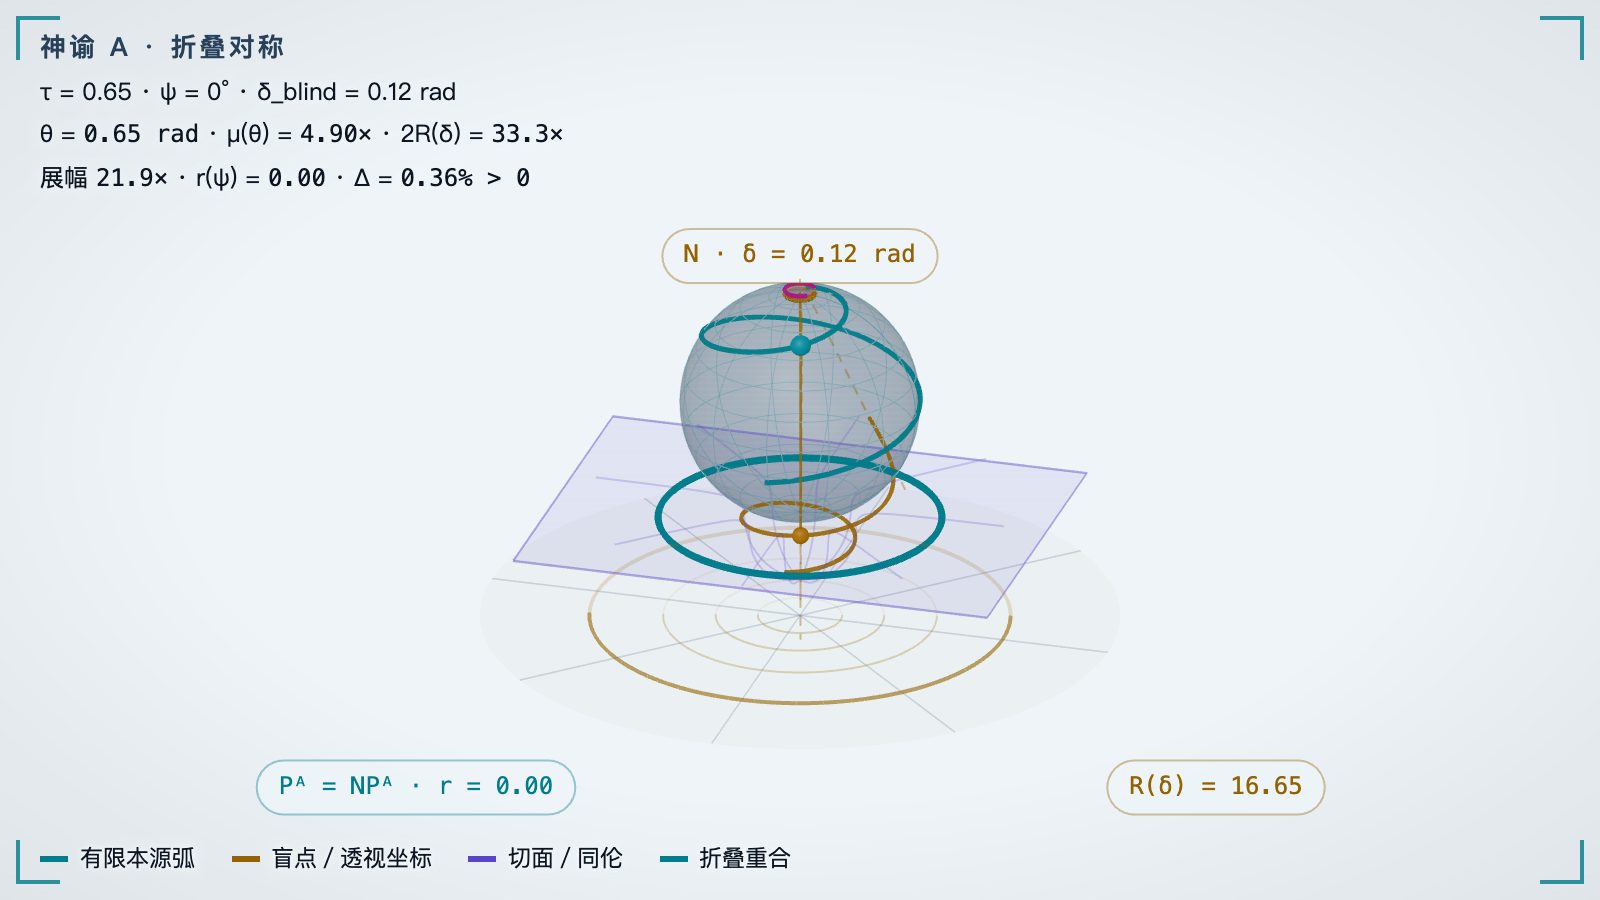 神谕 A · 折叠对称
τ = 0.65 · ψ = 0° · δ_blind = 0.12 rad
θ = 0.65 rad · μ(θ) = 4.90× · 2R(δ) = 33.3×
展幅 21.9× · r(ψ) = 0.00 · Δ = 0.36% > 0
N · δ = 0.12 rad
Pᴬ = NPᴬ · r = 0.00
R(δ) = 16.65
有限本源弧
盲点 / 透视坐标
切面 / 同伦
折叠重合